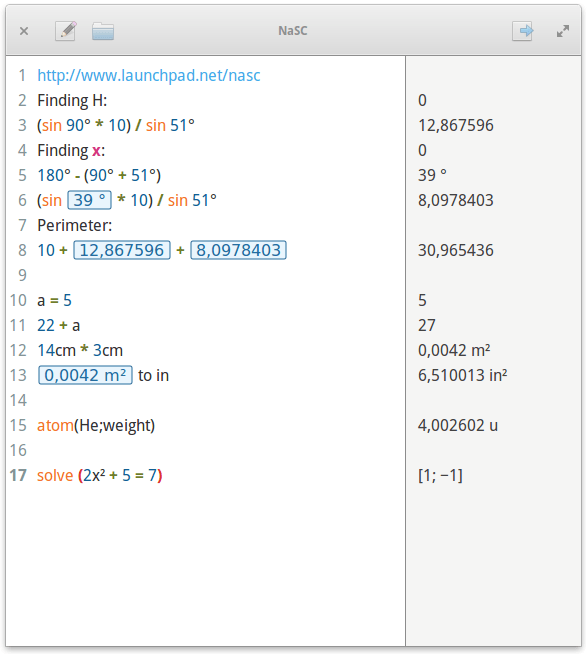 NaSC
1 http://www.launchpad.net/nasc
2 Finding H: 0
3 (sin 90° * 10) / sin 51° 12,867596
4 Finding x: 0
5 180° - (90° + 51°) 39 °
6 (sin 39 ° * 10) / sin 51° 8,0978403
7 Perimeter:
8 10 + 12,867596 + 8,0978403 30,965436
9
10 a = 5 5
11 22 + a 27
12 14cm * 3cm 0,0042 m²
13 0,0042 m² to in 6,510013 in²
14
15 atom(He;weight) 4,002602 u
16
17 solve (2x² + 5 = 7) [1; −1]